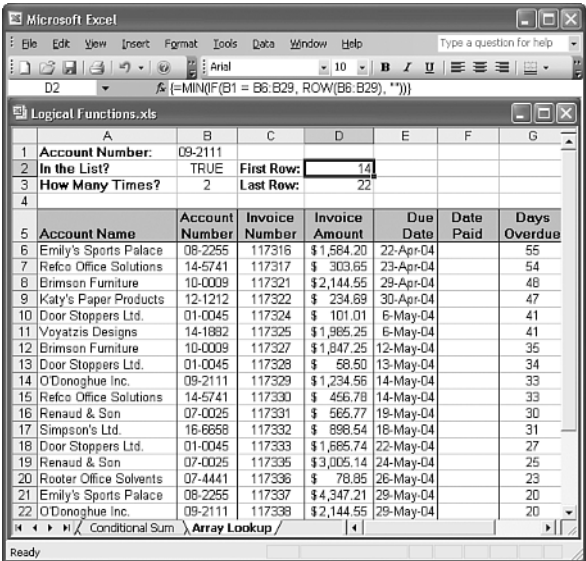 Microsoft Excel
File Edit View Insert Format Tools Data Window Help Type a question for help
Arial 10 B I U
D2 fx {=MIN(IF(B1 = B6:B29, ROW(B6:B29), ""))}
Logical Functions.xls
A B C D E F G
1 Account Number: 09-2111
2 In the List? TRUE First Row: 14
3 How Many Times? 2 Last Row: 22
4
5 Account Name Account Number Invoice Number Invoice Amount Due Date Date Paid Days Overdue
6 Emily's Sports Palace 08-2255 117316 $1,584.20 22-Apr-04 55
7 Refco Office Solutions 14-5741 117317 $ 303.65 23-Apr-04 54
8 Brimson Furniture 10-0009 117321 $2,144.55 29-Apr-04 48
9 Katy's Paper Products 12-1212 117322 $ 234.69 30-Apr-04 47
10 Door Stoppers Ltd. 01-0045 117324 $ 101.01 6-May-04 41
11 Voyatzis Designs 14-1882 117325 $1,985.25 6-May-04 41
12 Brimson Furniture 10-0009 117327 $1,847.25 12-May-04 35
13 Door Stoppers Ltd. 01-0045 117328 $ 58.50 13-May-04 34
14 O'Donoghue Inc. 09-2111 117329 $1,234.56 14-May-04 33
15 Refco Office Solutions 14-5741 117330 $ 456.78 14-May-04 33
16 Renaud & Son 07-0025 117331 $ 565.77 19-May-04 30
17 Simpson's Ltd. 16-6658 117332 $ 898.54 18-May-04 31
18 Door Stoppers Ltd. 01-0045 117333 $1,685.74 22-May-04 27
19 Renaud & Son 07-0025 117335 $3,005.14 24-May-04 25
20 Rooter Office Solvents 07-4441 117336 $ 78.85 26-May-04 23
21 Emily's Sports Palace 08-2255 117337 $4,347.21 29-May-04 20
22 O'Donoghue Inc. 09-2111 117338 $2,144.55 29-May-04 20
Conditional Sum Array Lookup
Ready